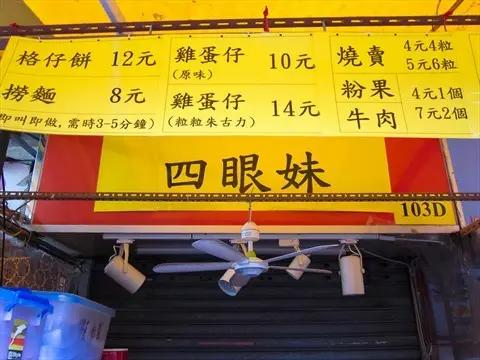 格仔餅 12元
撈麵 8元
即叫即做,需時3-5分鐘)
雞蛋仔 10元
(原味)
雞蛋仔 14元
(粒粒朱古力)
燒賣 4元4粒
5元6粒
粉果 4元1個
牛肉 7元2個
四眼妹
103D